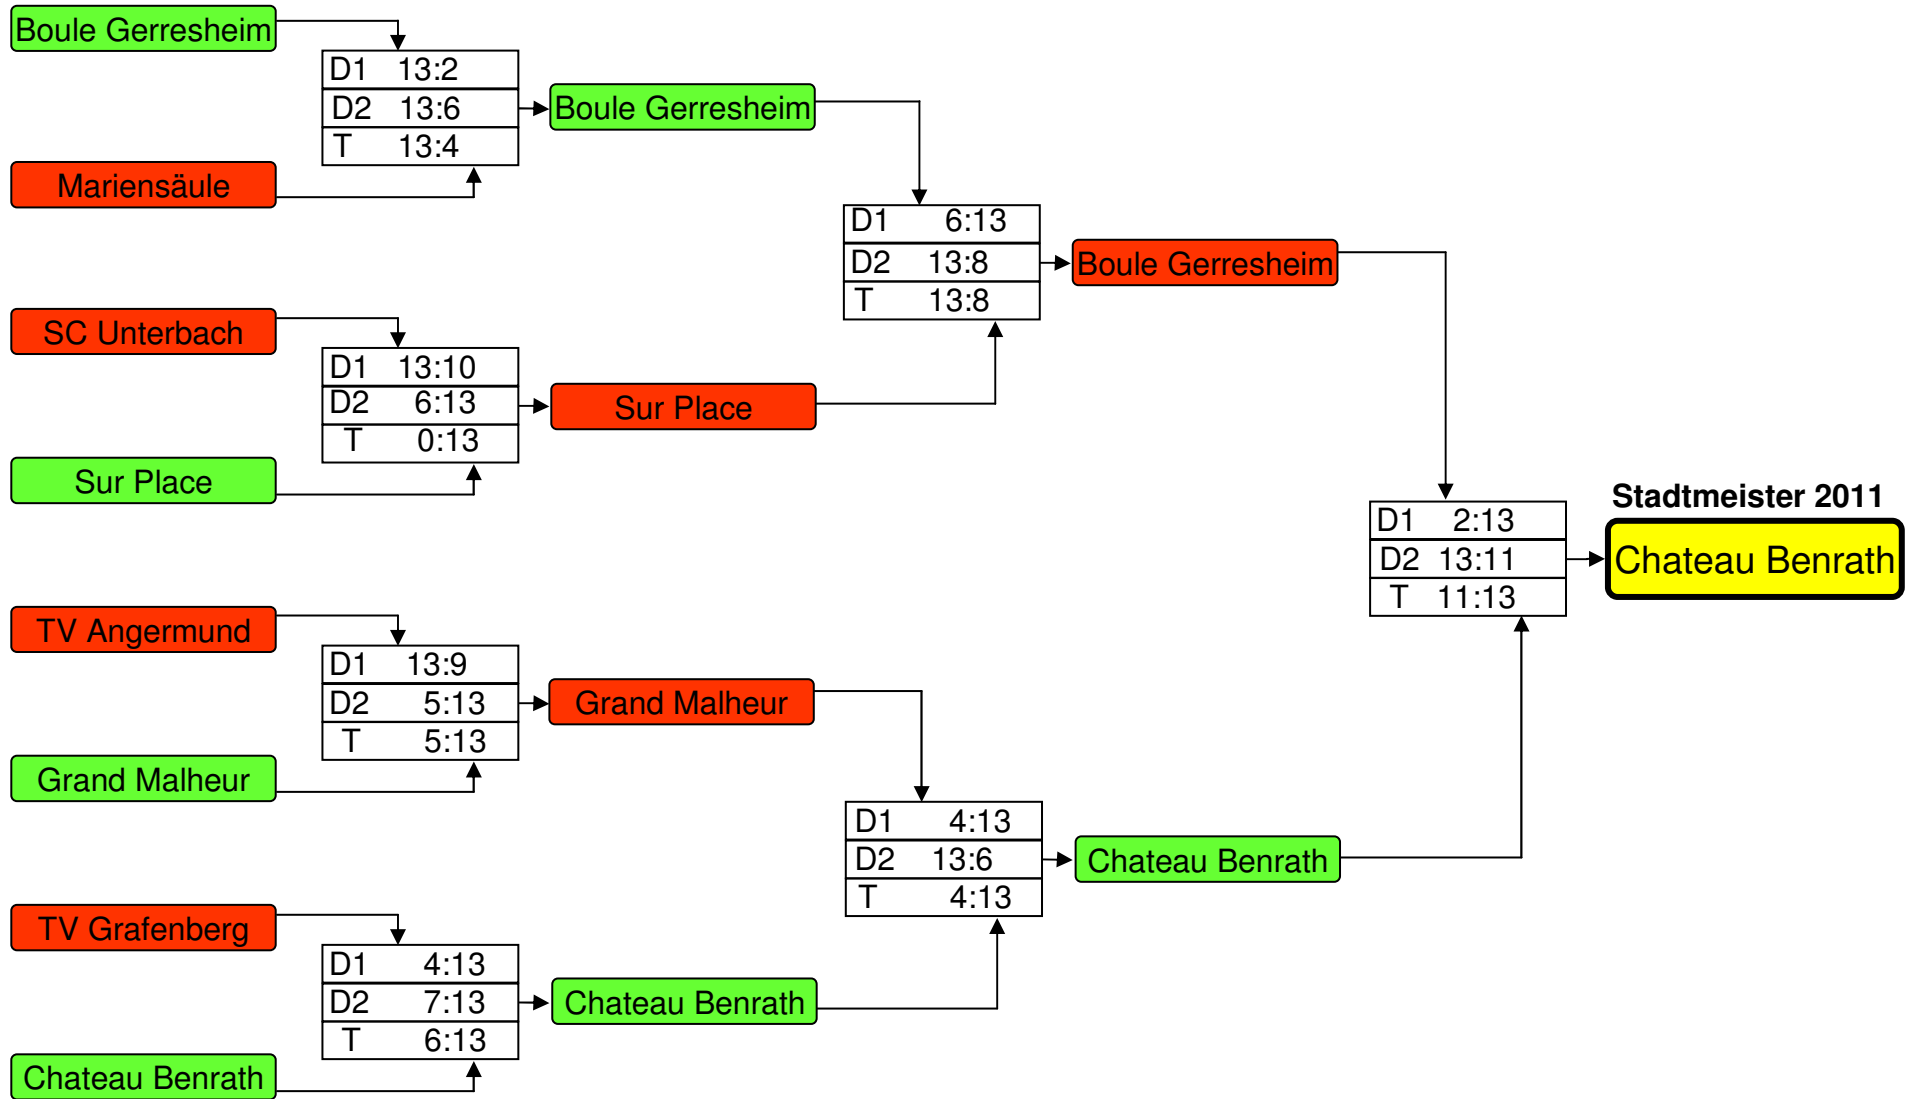 Boule Gerresheim
D1 13:2
D2 13:6
T 13:4
Mariensäule
SC Unterbach
D1 13:10
D2 6:13
T 0:13
Sur Place
TV Angermund
D1 13:9
D2 5:13
T 5:13
Grand Malheur
TV Grafenberg
D1 4:13
D2 7:13
T 6:13
Chateau Benrath
Boule Gerresheim
D1 6:13
D2 13:8
T 13:8
Sur Place
Grand Malheur
D1 4:13
D2 13:6
T 4:13
Chateau Benrath
Boule Gerresheim
D1 2:13
D2 13:11
T 11:13
Chateau Benrath
Stadtmeister 2011
Chateau Benrath